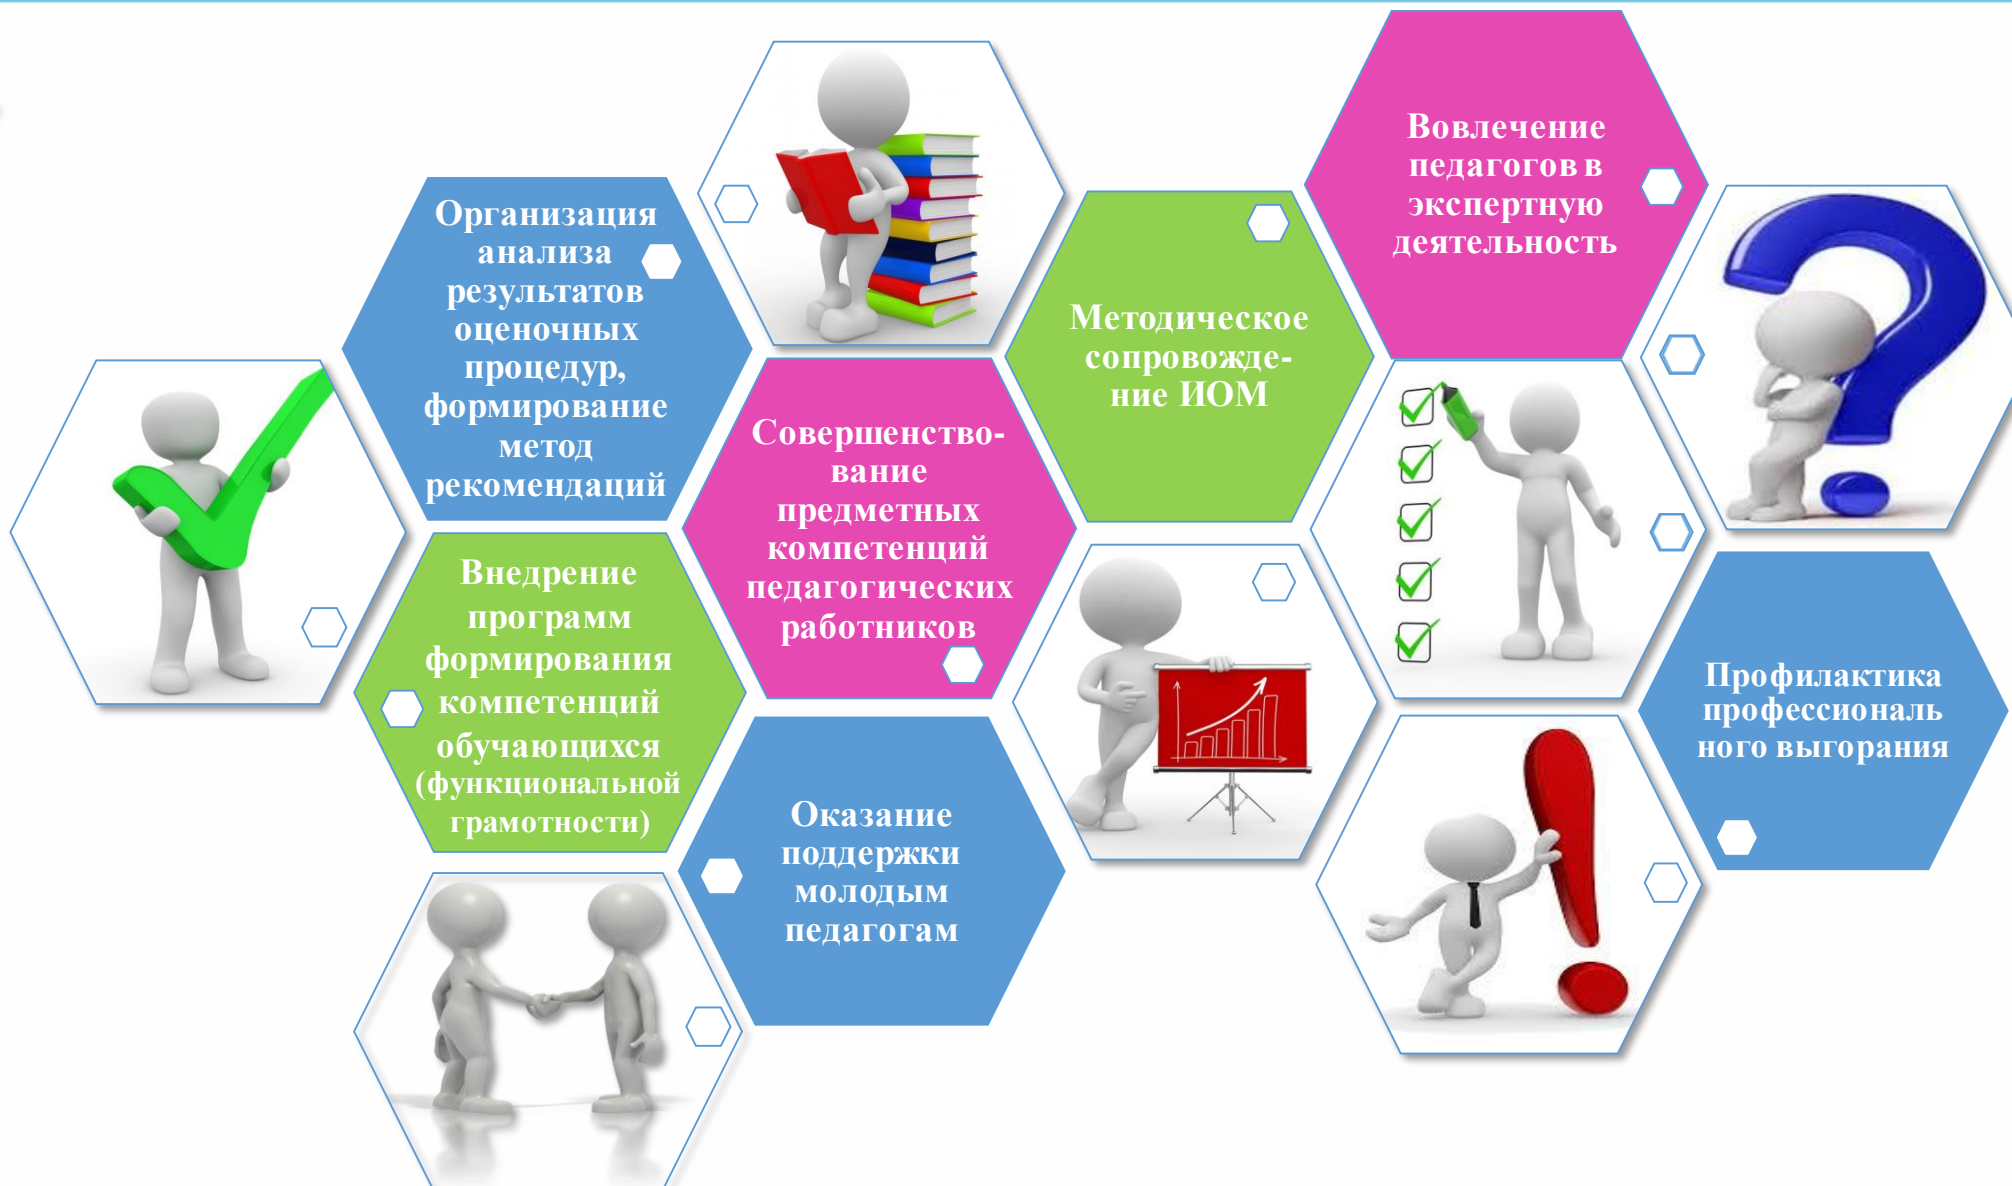 Организация
анализа
результатов
оценочных
процедур,
формирование
метод
рекомендаций
Внедрение
программ
формирования
компетенций
обучающихся
(функциональной
грамотности)
Совершенство-
вание
предметных
компетенций
педагогических
работников
Оказание
поддержки
молодым
педагогам
Методическое
сопровожде-
ние ИОМ
Вовлечение
педагогов в
экспертную
деятельность
Профилактика
профессиональ
ного выгорания